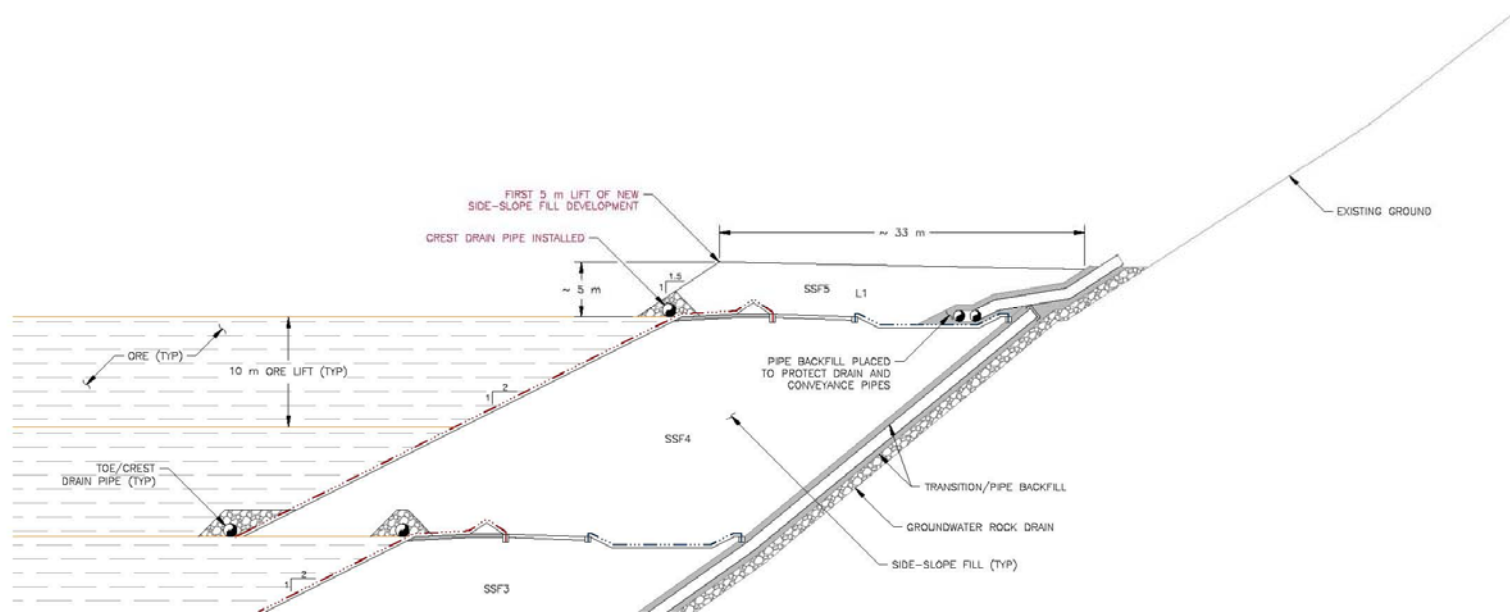 FIRST 5 m LIFT OF NEW
SIDE-SLOPE FILL DEVELOPMENT
CREST DRAIN PIPE INSTALLED
~ 33 m
EXISTING GROUND
1.5
1
~ 5 m
SSF5
L1
ORE (TYP)
10 m ORE LIFT (TYP)
PIPE BACKFILL PLACED
TO PROTECT DRAIN AND
CONVEYANCE PIPES
2
1
SSF4
TOE/CREST
DRAIN PIPE (TYP)
TRANSITION/PIPE BACKFILL
GROUNDWATER ROCK DRAIN
SIDE-SLOPE FILL (TYP)
2
1
SSF3